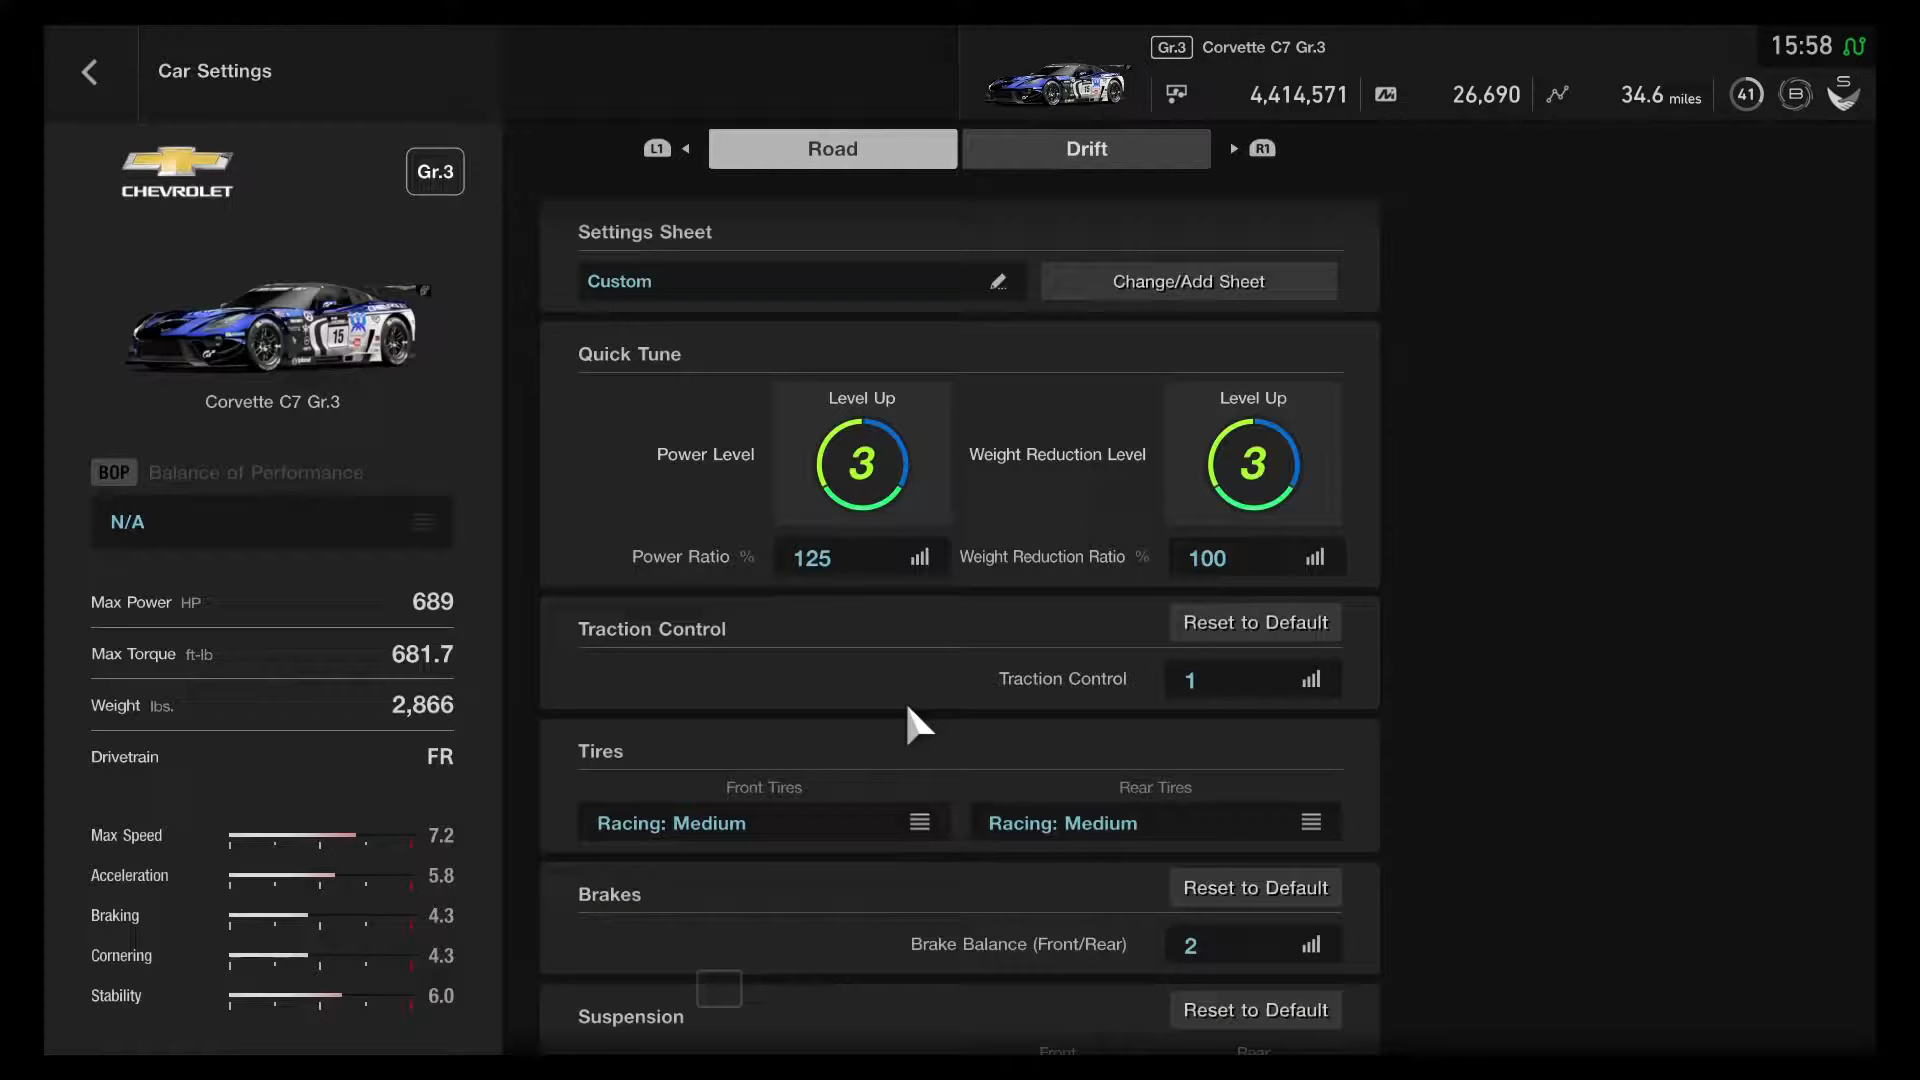 Car Settings
Gr.3 Corvette C7 Gr.3
15:58
4,414,571
26,690
34.6 miles
41
B
S
CHEVROLET
Gr.3
Corvette C7 Gr.3
BOP Balance of Performance
N/A
Max Power HP 689
Max Torque ft-lb 681.7
Weight lbs. 2,866
Drivetrain FR
Max Speed 7.2
Acceleration 5.8
Braking 4.3
Cornering 4.3
Stability 6.0
L1 Road Drift R1
Settings Sheet
Custom Change/Add Sheet
Quick Tune
Level Up Level Up
Power Level 3 Weight Reduction Level 3
Power Ratio % 125 Weight Reduction Ratio % 100
Traction Control Reset to Default
Traction Control 1
Tires
Front Tires Rear Tires
Racing: Medium Racing: Medium
Brakes Reset to Default
Brake Balance (Front/Rear) 2
Suspension Reset to Default
Front Rear